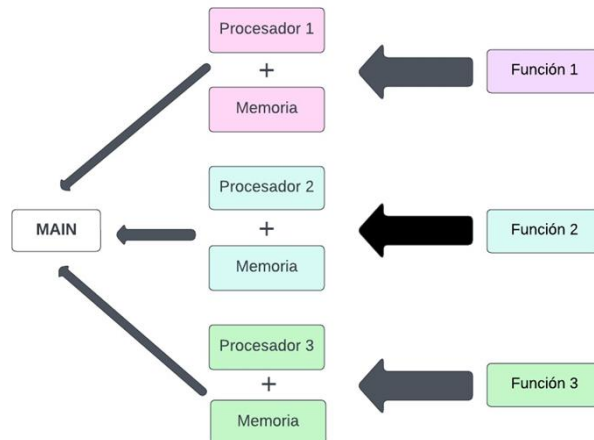 Procesador 1
+
Memoria
Función 1
MAIN
Procesador 2
+
Memoria
Función 2
Procesador 3
+
Memoria
Función 3